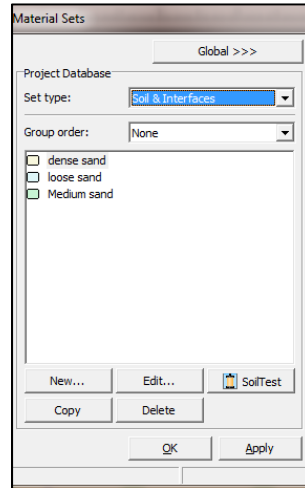 Material Sets
Global >>>
Project Database
Set type: Soil & Interfaces
Group order: None
dense sand
loose sand
Medium sand
New... Edit... SoilTest
Copy Delete
OK Apply